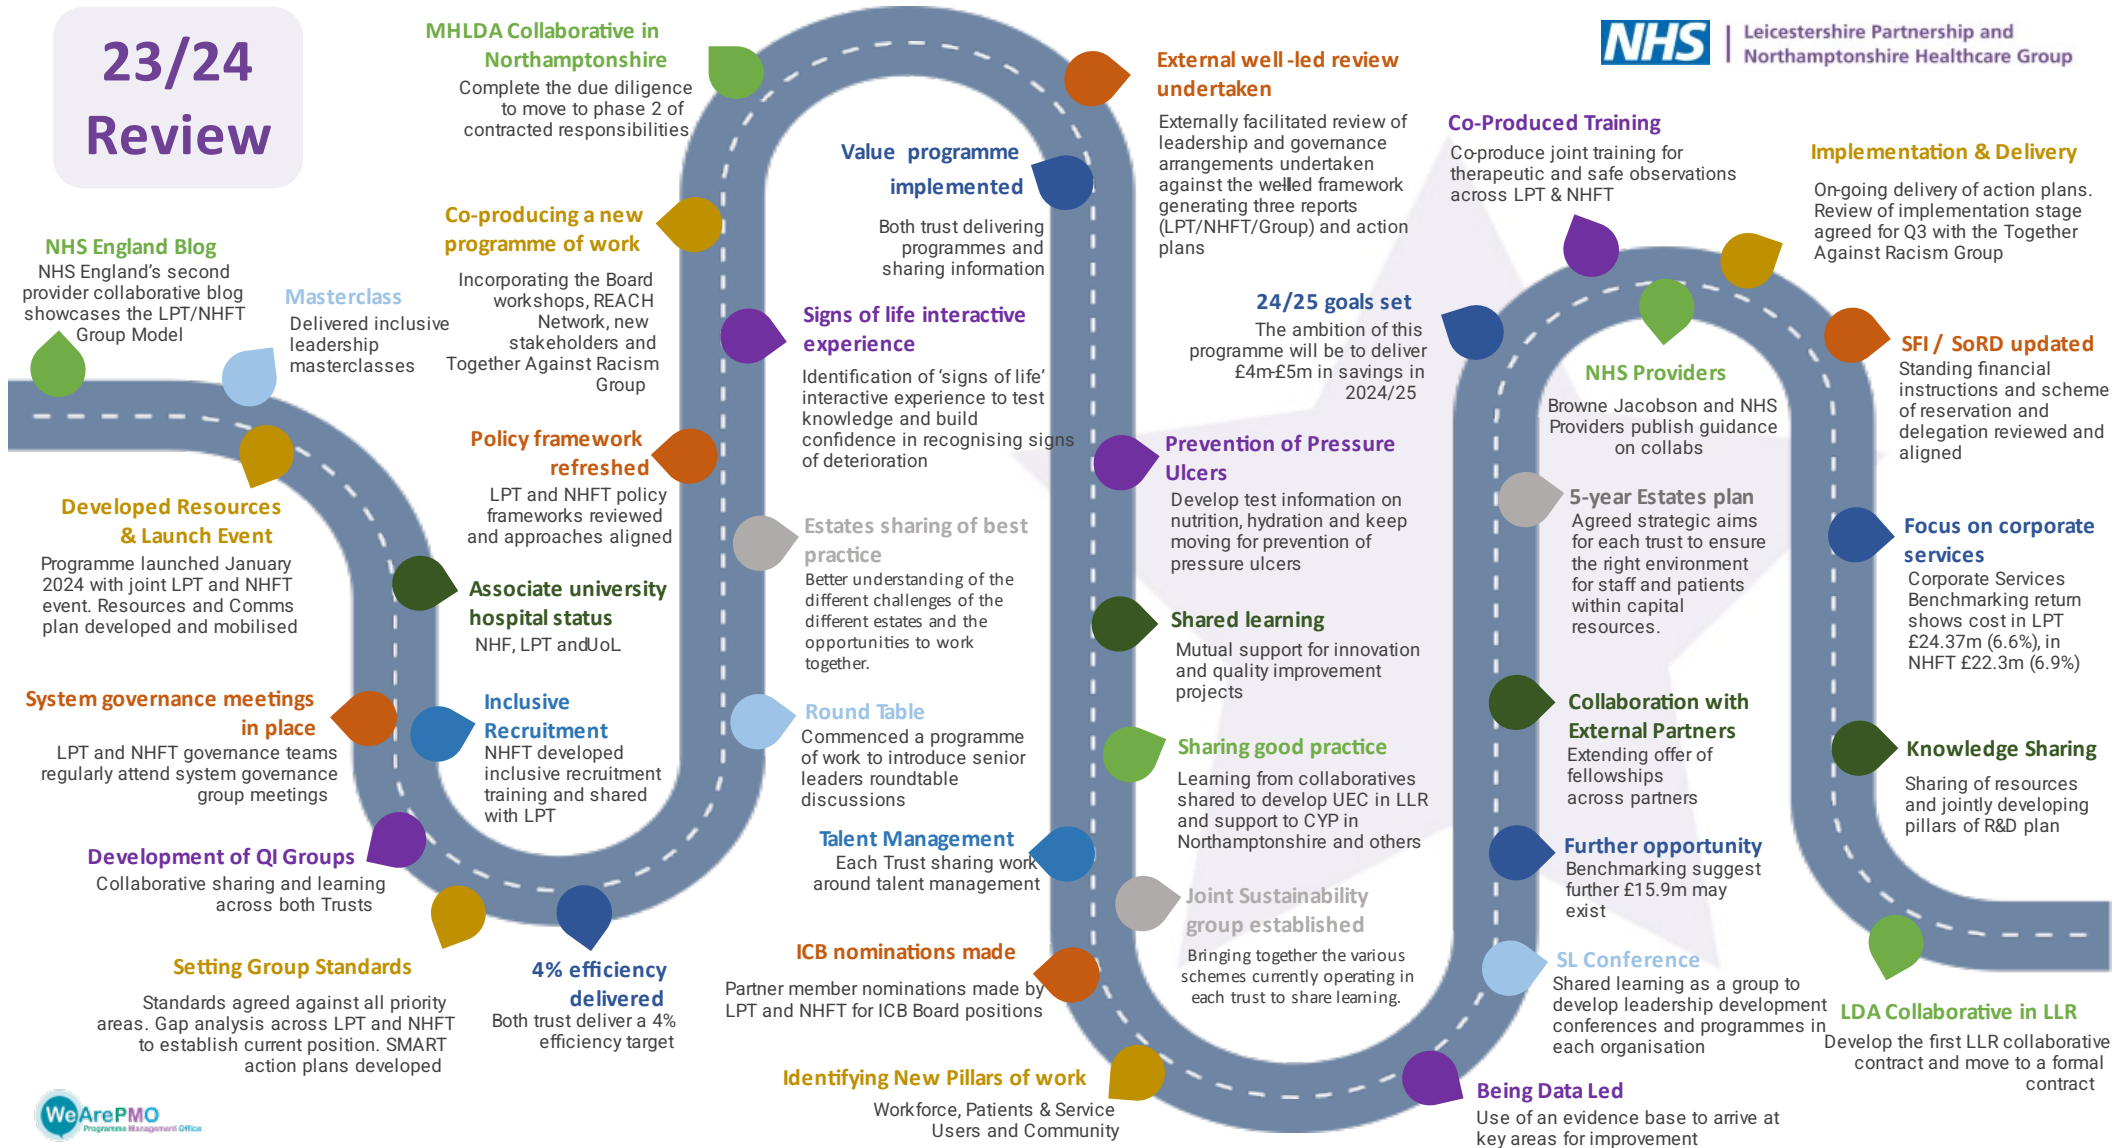 23/24
Review
NHS
Leicestershire Partnership and
Northamptonshire Healthcare Group
NHS England Blog
NHS England's second
provider collaborative blog
showcases the LPT/NHFT
Group Model
Masterclass
Delivered inclusive
leadership
masterclasses
Developed Resources
& Launch Event
Programme launched January
2024 with joint LPT and NHFT
event. Resources and Comms
plan developed and mobilised
System governance meetings
in place
LPT and NHFT governance teams
regularly attend system governance
group meetings
Development of QI Groups
Collaborative sharing and learning
across both Trusts
Setting Group Standards
Standards agreed against all priority
areas. Gap analysis across LPT and NHFT
to establish current position. SMART
action plans developed
4% efficiency
delivered
Both trust deliver a 4%
efficiency target
Inclusive
Recruitment
NHFT developed
inclusive recruitment
training and shared
with LPT
Associate university
hospital status
NHF, LPT andUoL
Policy framework
refreshed
LPT and NHFT policy
frameworks reviewed
and approaches aligned
Co-producing a new
programme of work
Incorporating the Board
workshops, REACH
Network, new
stakeholders and
Together Against Racism
Group
MHLDA Collaborative in
Northamptonshire
Complete the due diligence
to move to phase 2 of
contracted responsibilities
Value programme
implemented
Both trust delivering
programmes and
sharing information
Signs of life interactive
experience
Identification of 'signs of life'
interactive experience to test
knowledge and build
confidence in recognising signs
of deterioration
Estates sharing of best
practice
Better understanding of the
different challenges of the
different estates and the
opportunities to work
together.
Round Table
Commenced a programme
of work to introduce senior
leaders roundtable
discussions
Talent Management
Each Trust sharing work
around talent management
ICB nominations made
Partner member nominations made by
LPT and NHFT for ICB Board positions
Identifying New Pillars of work
Workforce, Patients & Service
Users and Community
External well-led review
undertaken
Externally facilitated review of
leadership and governance
arrangements undertaken
against the well-led framework
generating three reports
(LPT/NHFT/Group) and action
plans
24/25 goals set
The ambition of this
programme will be to deliver
£4m-£5m in savings in
2024/25
Prevention of Pressure
Ulcers
Develop test information on
nutrition, hydration and keep
moving for prevention of
pressure ulcers
Shared learning
Mutual support for innovation
and quality improvement
projects
Sharing good practice
Learning from collaboratives
shared to develop UEC in LLR
and support to CYP in
Northamptonshire and others
Joint Sustainability
group established
Bringing together the various
schemes currently operating in
each trust to share learning.
Co-Produced Training
Co-produce joint training for
therapeutic and safe observations
across LPT & NHFT
Implementation & Delivery
On-going delivery of action plans.
Review of implementation stage
agreed for Q3 with the Together
Against Racism Group
NHS Providers
Browne Jacobson and NHS
Providers publish guidance
on collabs
5-year Estates plan
Agreed strategic aims
for each trust to ensure
the right environment
for staff and patients
within capital
resources.
Collaboration with
External Partners
Extending offer of
fellowships
across partners
Further opportunity
Benchmarking suggest
further £15.9m may
exist
SL Conference
Shared learning as a group to
develop leadership development
conferences and programmes in
each organisation
Being Data Led
Use of an evidence base to arrive at
key areas for improvement
SFI / SoRD updated
Standing financial
instructions and scheme
of reservation and
delegation reviewed and
aligned
Focus on corporate
services
Corporate Services
Benchmarking return
shows cost in LPT
£24.37m (6.6%), in
NHFT £22.3m (6.9%)
Knowledge Sharing
Sharing of resources
and jointly developing
pillars of R&D plan
LDA Collaborative in LLR
Develop the first LLR collaborative
contract and move to a formal
contract
WeArePMO
Programme Management Office